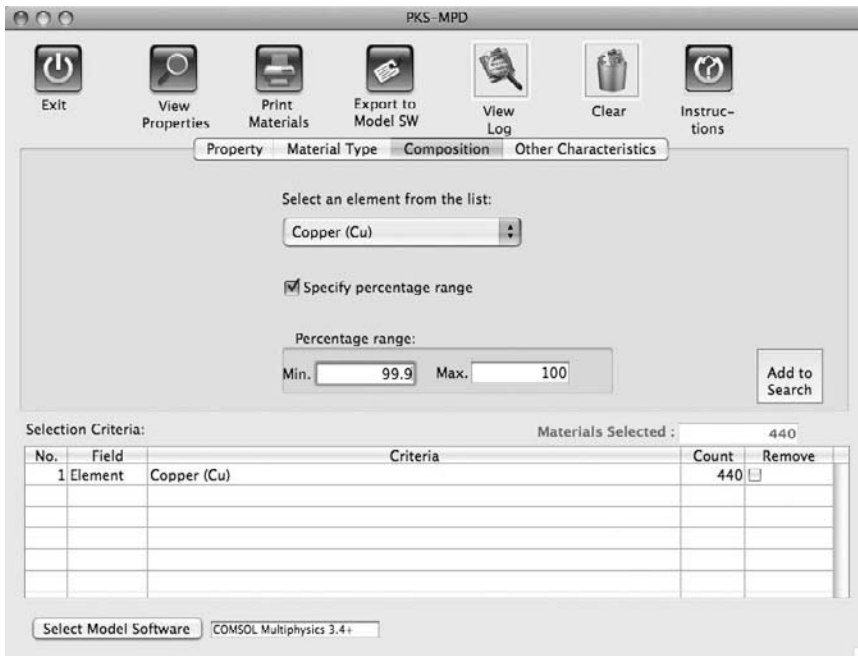 PKS-MPD
Exit
View Properties
Print Materials
Export to Model SW
View Log
Clear
Instruc-tions
Property Material Type Composition Other Characteristics
Select an element from the list:
Copper (Cu)
Specify percentage range
Percentage range:
Min. 99.9 Max. 100
Add to
Search
Selection Criteria: Materials Selected : 440
No. Field Criteria Count Remove
1 Element Copper (Cu) 440
Select Model Software COMSOL Multiphysics 3.4+